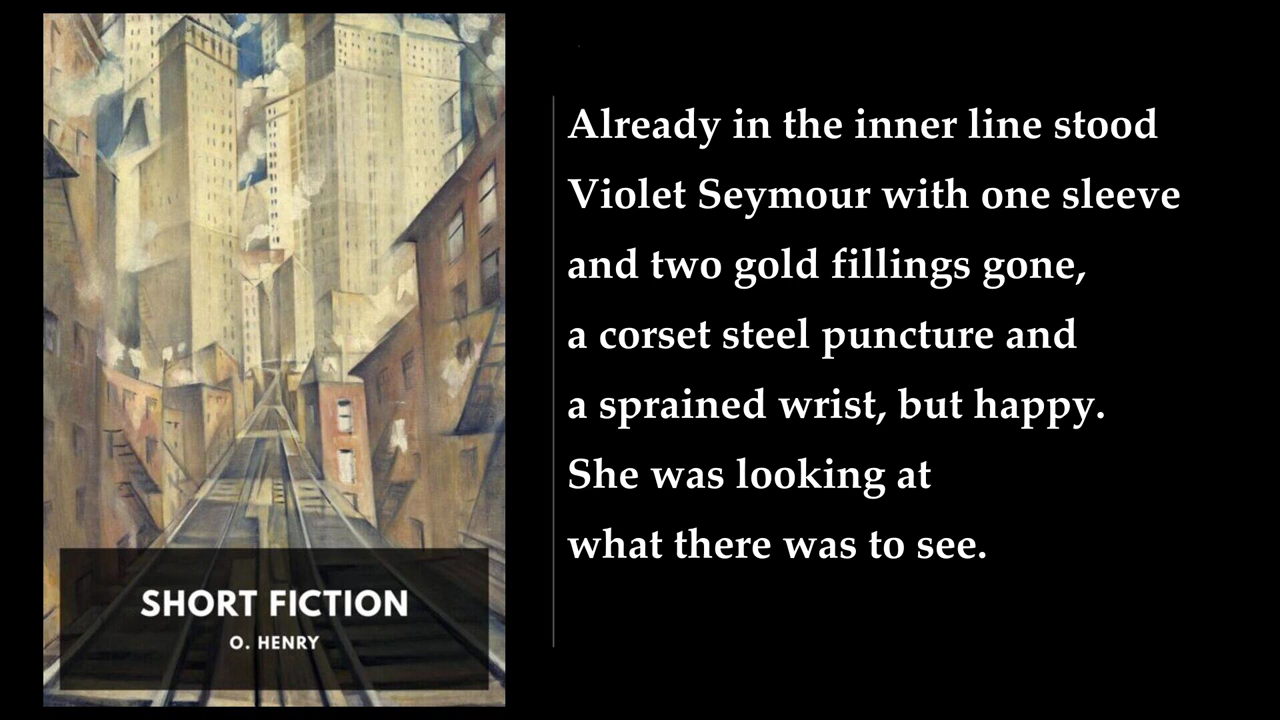 Already in the inner line stood
Violet Seymour with one sleeve
and two gold fillings gone,
a corset steel puncture and
a sprained wrist, but happy.
She was looking at
what there was to see.
SHORT FICTION
O. HENRY